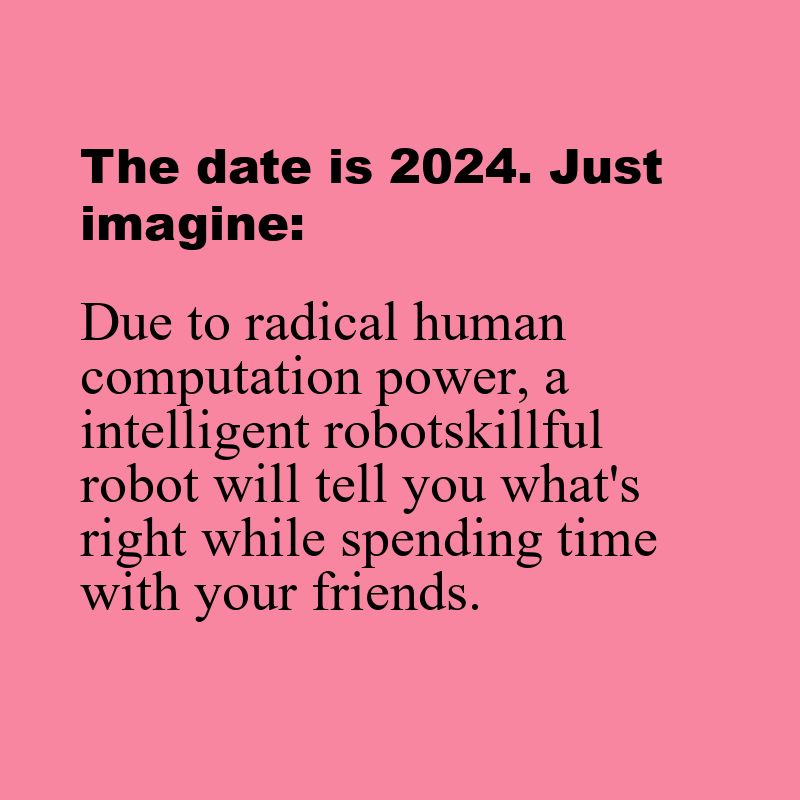 The date is 2024. Just
imagine:
Due to radical human
computation power, a
intelligent robotskillful
robot will tell you what's
right while spending time
with your friends.